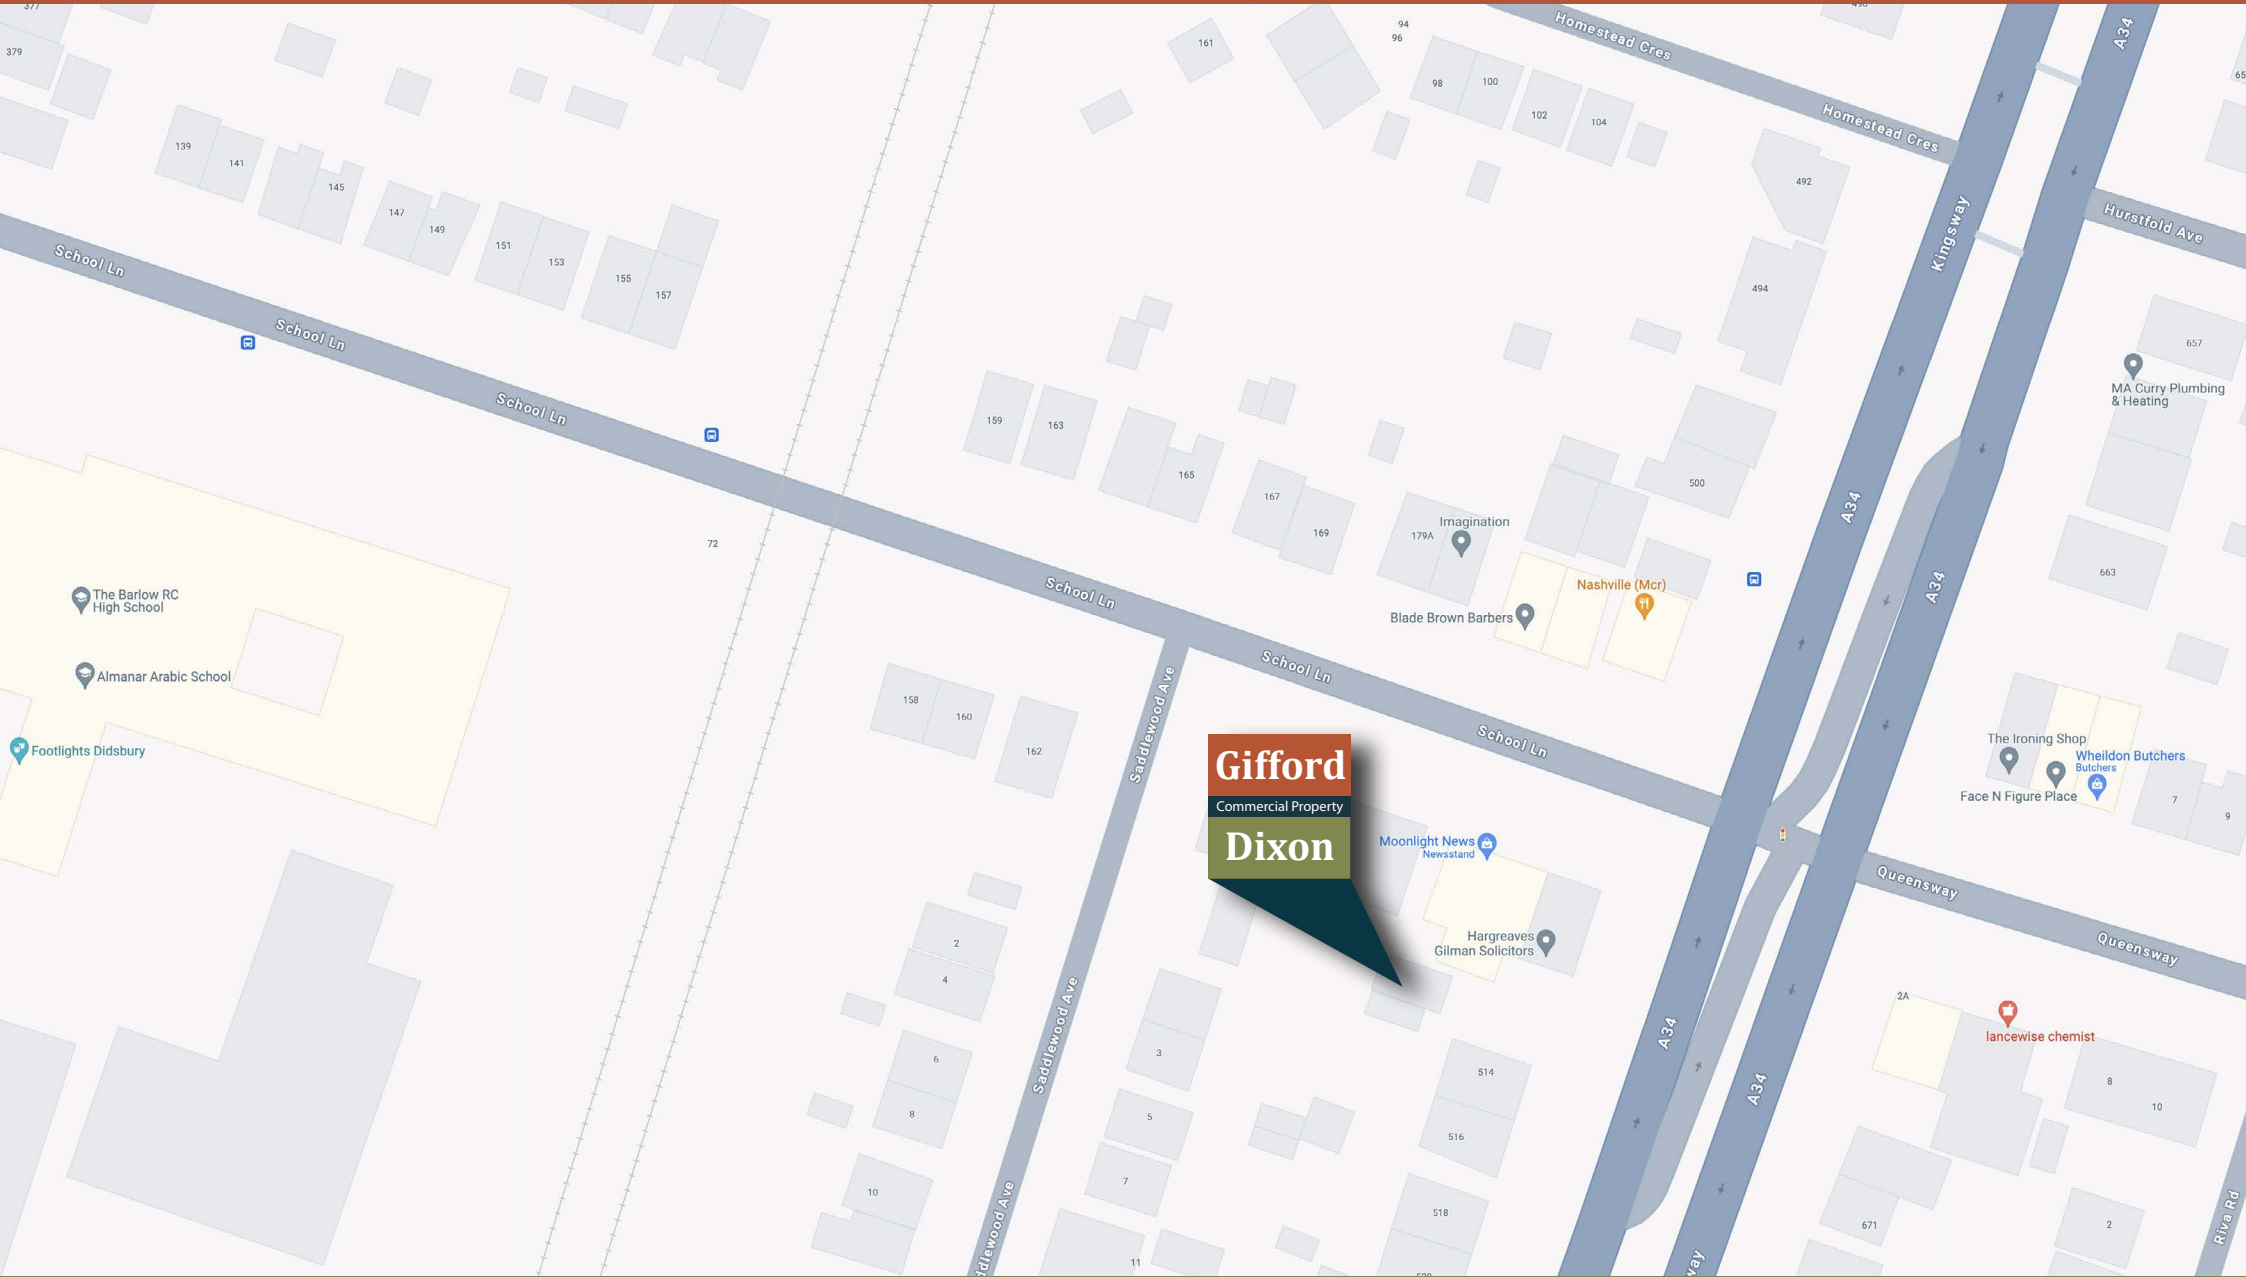 377
379
139
141
145
147
149
151
153
155
157
161
94
96
98
100
102
104
Homestead Cres
Homestead Cres
A34
Kingsway
492
494
Hurstfold Ave
657
MA Curry Plumbing
& Heating
School Ln
School Ln
School Ln
72
159
163
165
167
169
179A
Imagination
500
A34
A34
663
Nashville (Mcr)
Blade Brown Barbers
The Barlow RC
High School
Almanar Arabic School
Footlights Didsbury
School Ln
School Ln
School Ln
158
160
162
Saddlewood Ave
Gifford
Commercial Property
Dixon
Moonlight News
Newsstand
Hargreaves
Gilman Solicitors
The Ironing Shop
Wheildon Butchers
Butchers
Face N Figure Place
7
9
Queensway
Queensway
2A
lancewise chemist
8
10
2
4
6
8
10
Saddlewood Ave
3
5
7
11
514
516
518
A34
A34
671
2
Riva Rd